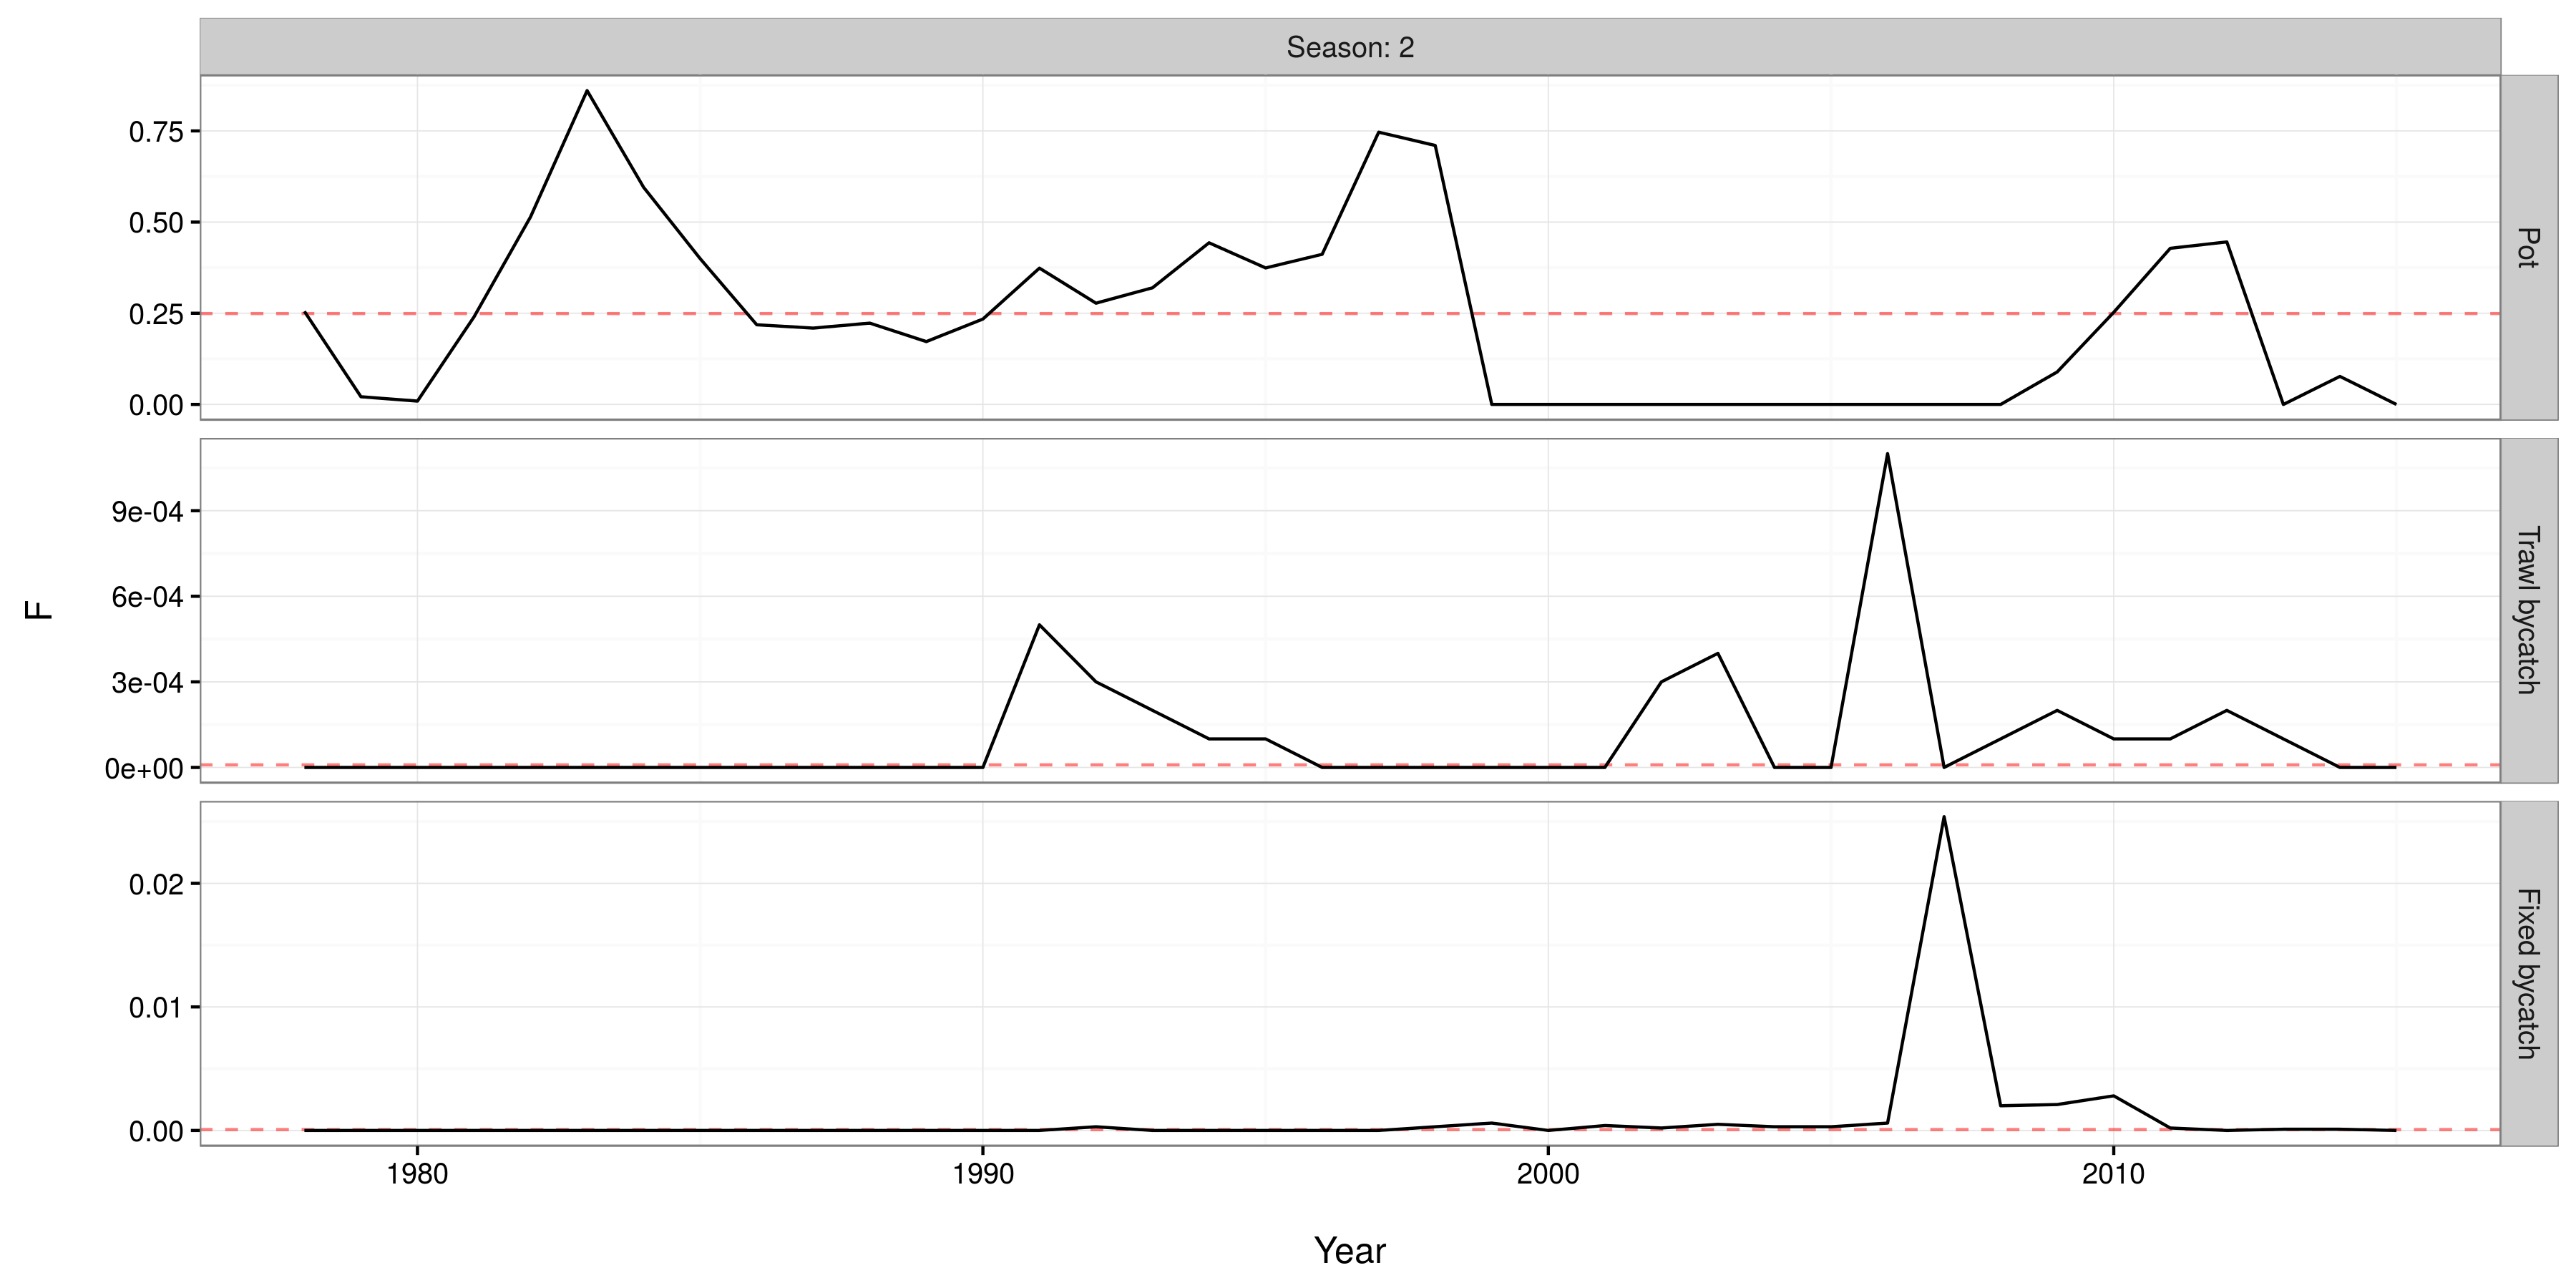 Season: 2
0.75
0.50
0.25
0.00
Pot
9e-04
6e-04
3e-04
0e+00
Trawl bycatch
0.02
0.01
0.00
Fixed bycatch
F
1980 1990 2000 2010
Year